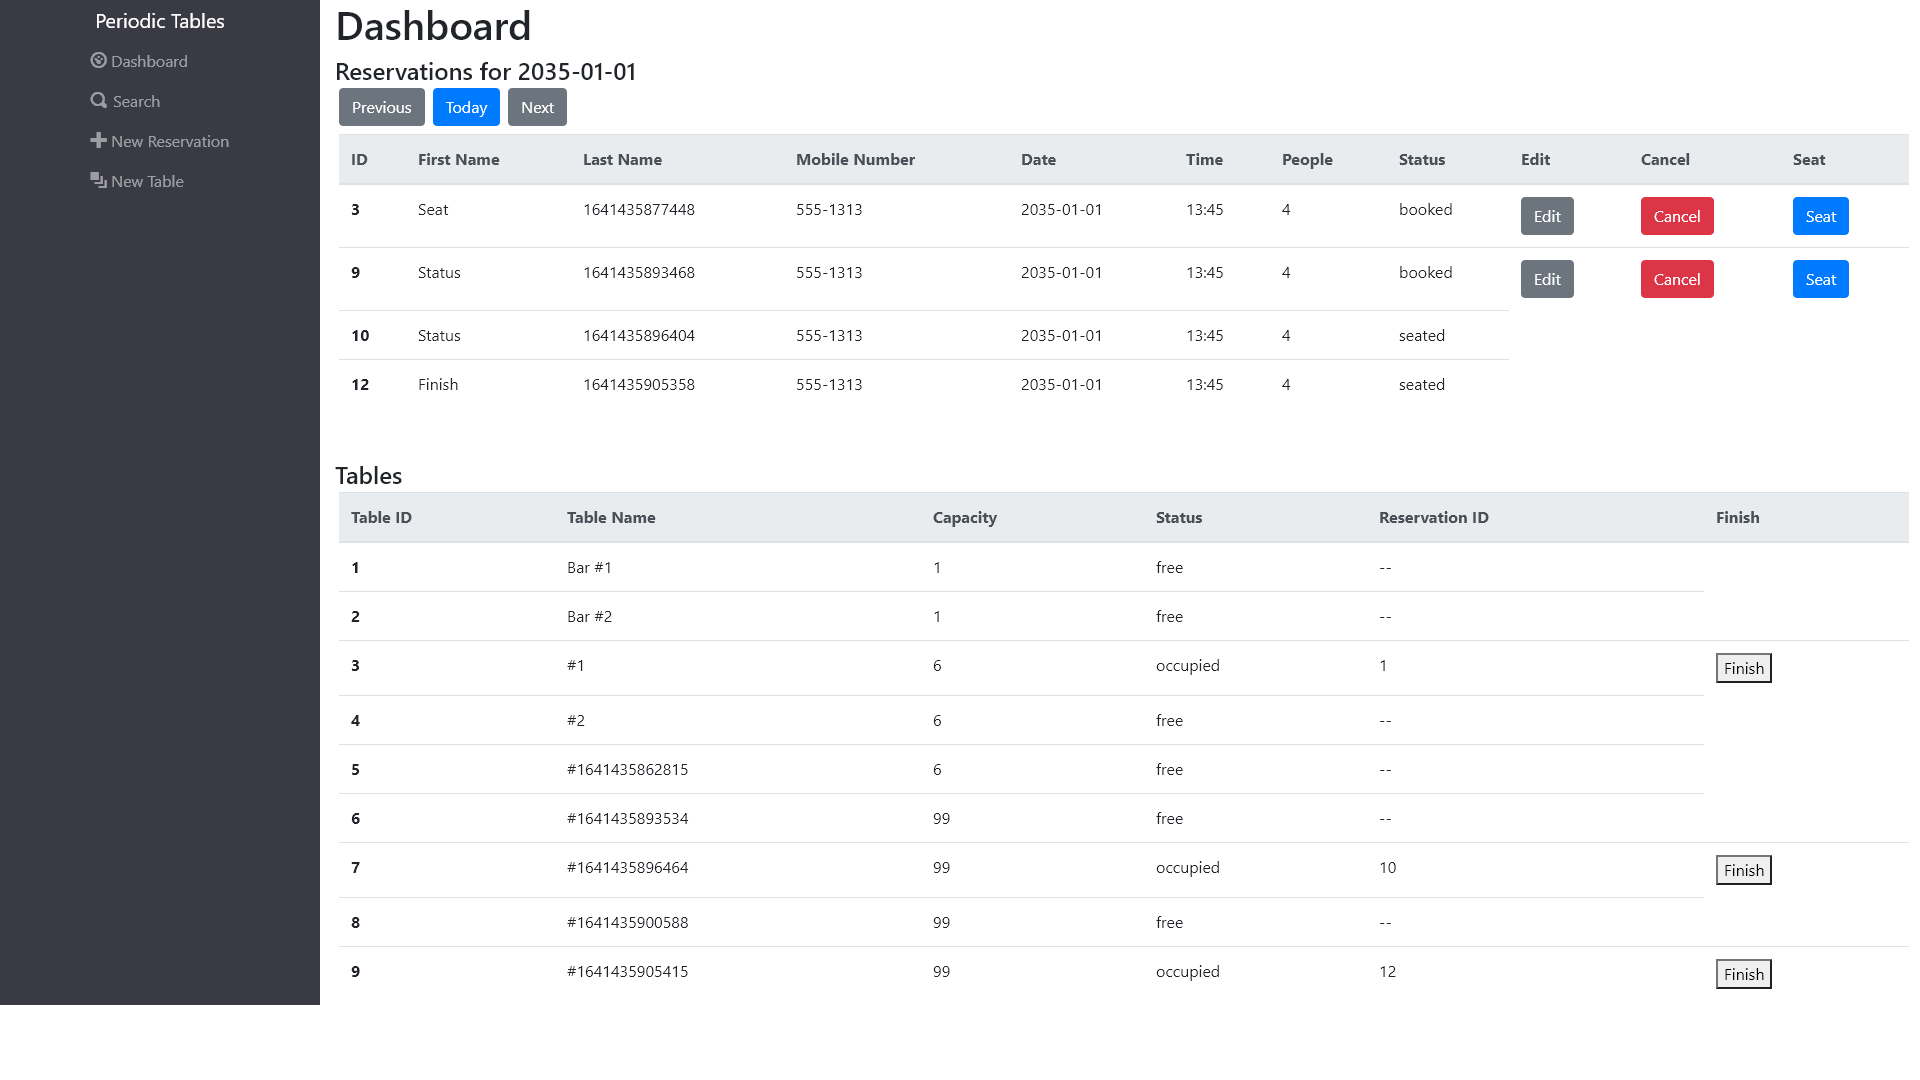 Periodic Tables
Dashboard
Search
New Reservation
New Table
Dashboard
Reservations for 2035-01-01
Previous Today Next
ID First Name Last Name Mobile Number Date Time People Status Edit Cancel Seat
3 Seat 1641435877448 555-1313 2035-01-01 13:45 4 booked Edit Cancel Seat
9 Status 1641435893468 555-1313 2035-01-01 13:45 4 booked Edit Cancel Seat
10 Status 1641435896404 555-1313 2035-01-01 13:45 4 seated
12 Finish 1641435905358 555-1313 2035-01-01 13:45 4 seated
Tables
Table ID Table Name Capacity Status Reservation ID Finish
1 Bar #1 1 free --
2 Bar #2 1 free --
3 #1 6 occupied 1 Finish
4 #2 6 free --
5 #1641435862815 6 free --
6 #1641435893534 99 free --
7 #1641435896464 99 occupied 10 Finish
8 #1641435900588 99 free --
9 #1641435905415 99 occupied 12 Finish